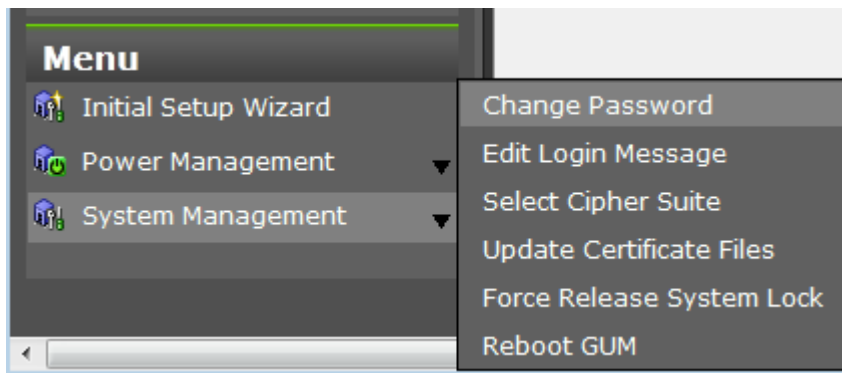 Menu
Initial Setup Wizard
Power Management
System Management
Change Password
Edit Login Message
Select Cipher Suite
Update Certificate Files
Force Release System Lock
Reboot GUM